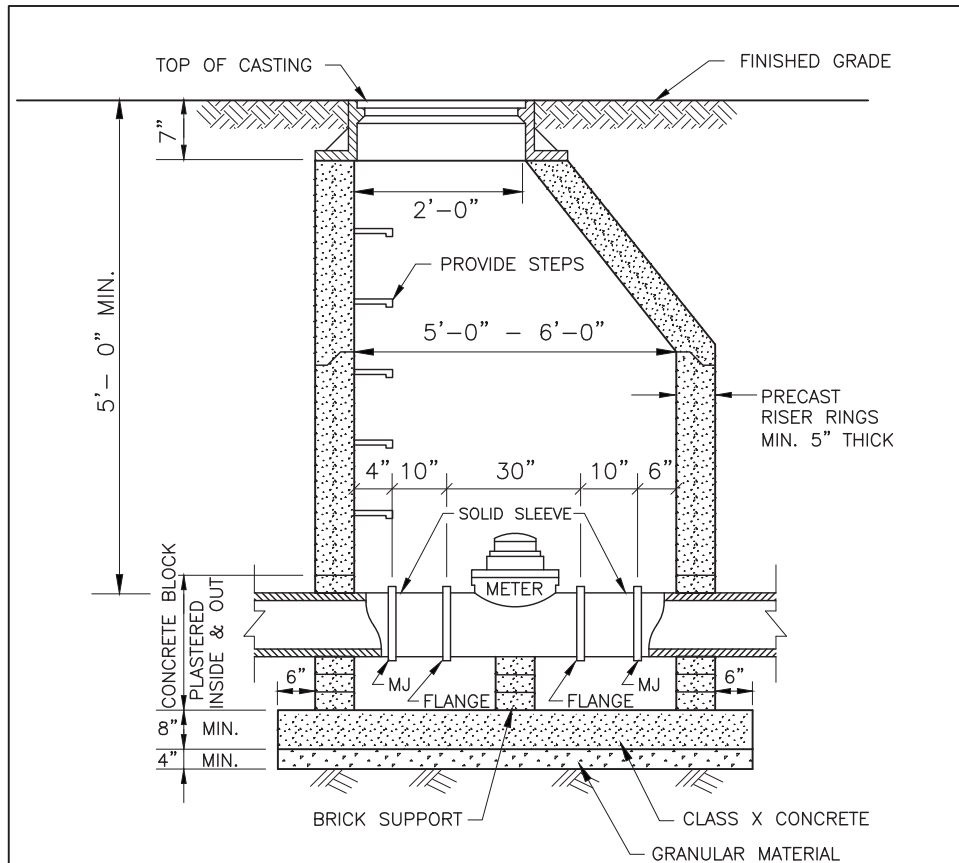 TOP OF CASTING
FINISHED GRADE
7"
2'-0"
PROVIDE STEPS
5'-0" - 6'-0"
5'- 0" MIN.
PRECAST
RISER RINGS
MIN. 5" THICK
4" 10" 30" 10" 6"
SOLID SLEEVE
METER
CONCRETE BLOCK
PLASTERED
INSIDE & OUT
6"
MJ
FLANGE
FLANGE
MJ
6"
8" MIN.
4" MIN.
BRICK SUPPORT
CLASS X CONCRETE
GRANULAR MATERIAL